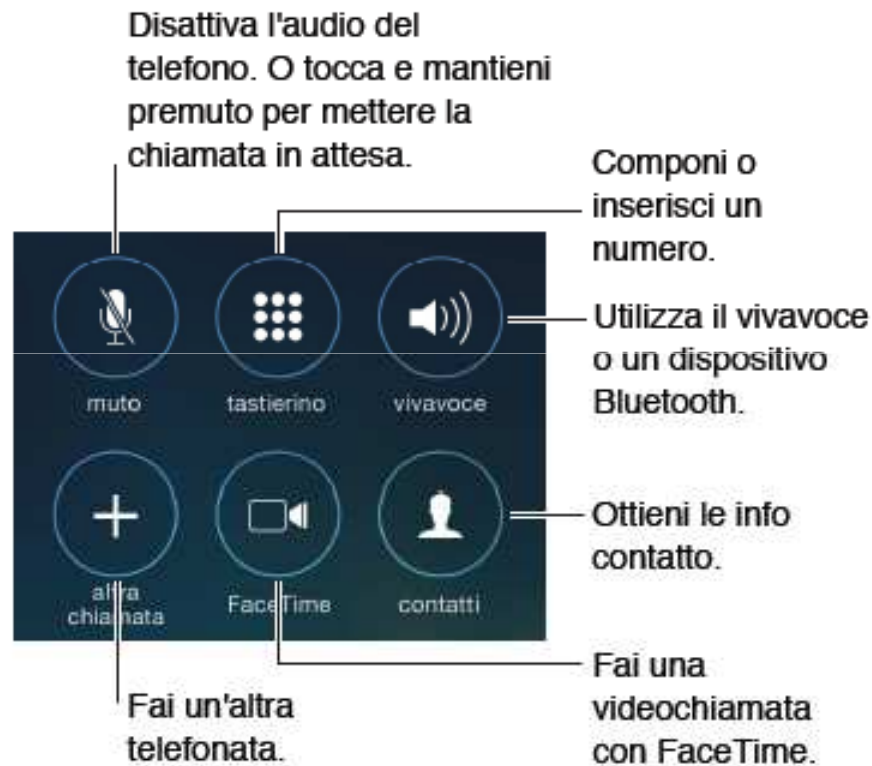 Disattiva l'audio del
telefono. O tocca e mantieni
premuto per mettere la
chiamata in attesa.
Componi o
inserisci un
numero.
Utilizza il vivavoce
o un dispositivo
Bluetooth.
muto
tastierino
vivavoce
Ottieni le info
contatto.
altra
chiamata
FaceTime
contatti
Fai un'altra
telefonata.
Fai una
videochiamata
con FaceTime.